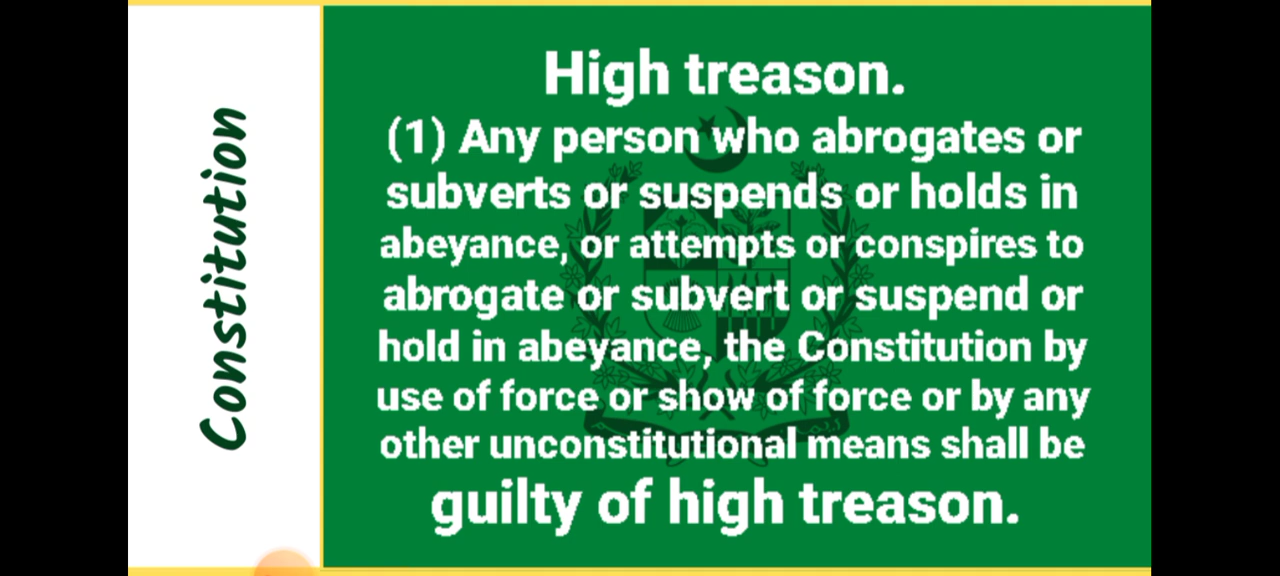 Constitution
High treason.
(1) Any person who abrogates or
subverts or suspends or holds in
abeyance, or attempts or conspires to
abrogate or subvert or suspend or
hold in abeyance, the Constitution by
use of force or show of force or by any
other unconstitutional means shall be
guilty of high treason.